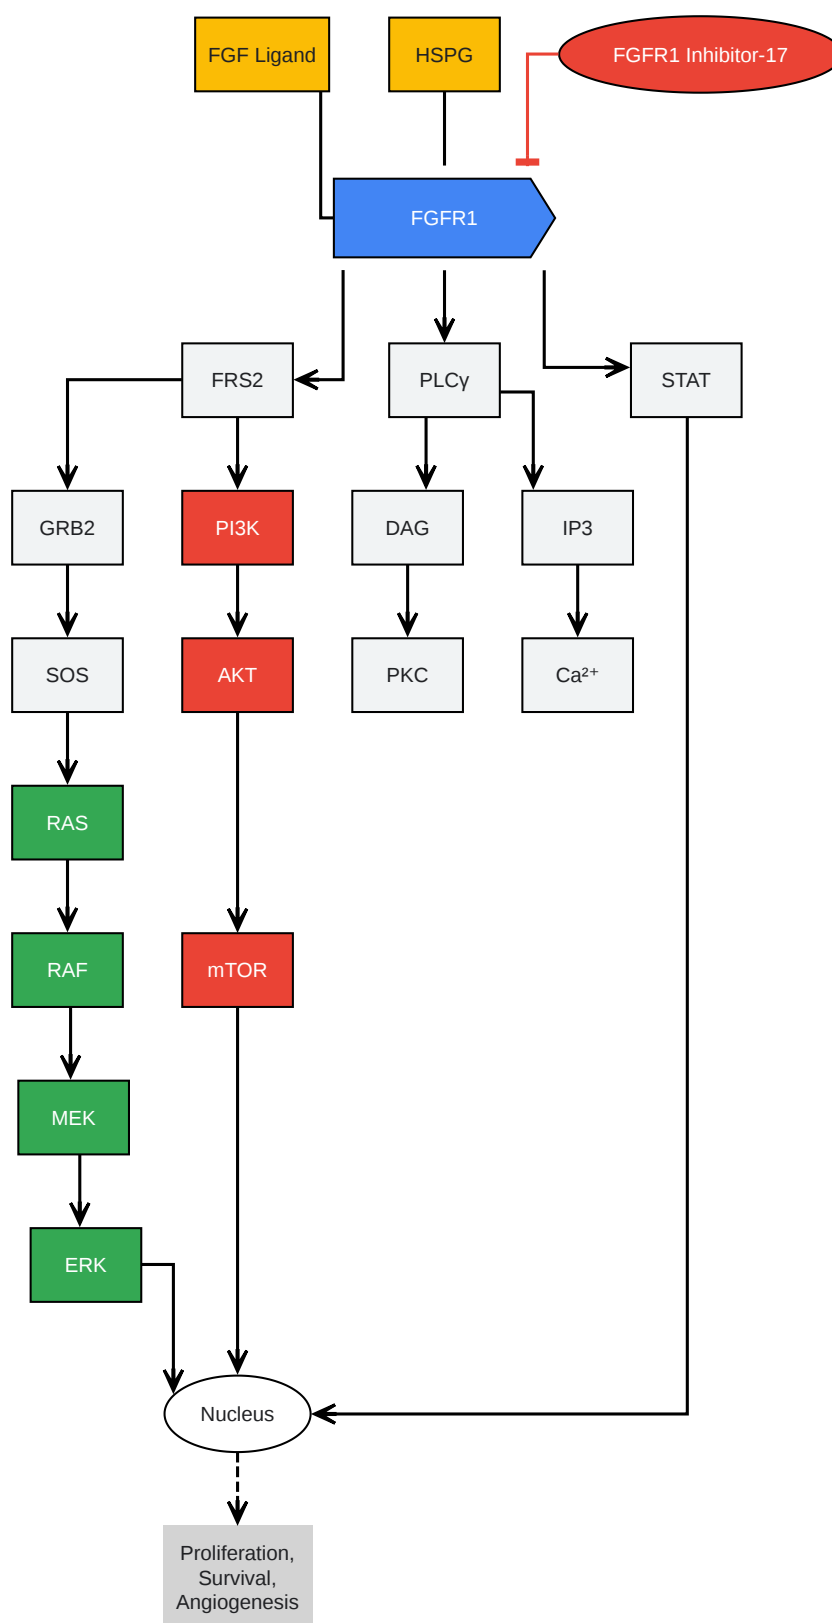 FGF Ligand
HSPG
FGFR1 Inhibitor-17
FGFR1
FRS2
PLCγ
STAT
GRB2
PI3K
DAG
IP3
SOS
AKT
PKC
Ca²⁺
RAS
RAF
mTOR
MEK
ERK
Nucleus
Proliferation,
Survival,
Angiogenesis